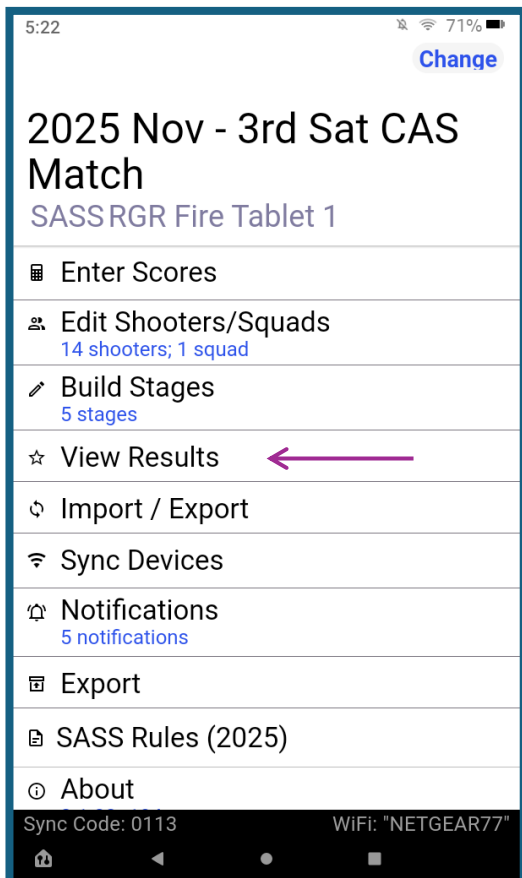 5:22
71%
Change
2025 Nov - 3rd Sat CAS
Match
SASS RGR Fire Tablet 1
Enter Scores
Edit Shooters/Squads
14 shooters; 1 squad
Build Stages
5 stages
View Results
Import / Export
Sync Devices
Notifications
5 notifications
Export
SASS Rules (2025)
About
Sync Code: 0113
WiFi: "NETGEAR77"